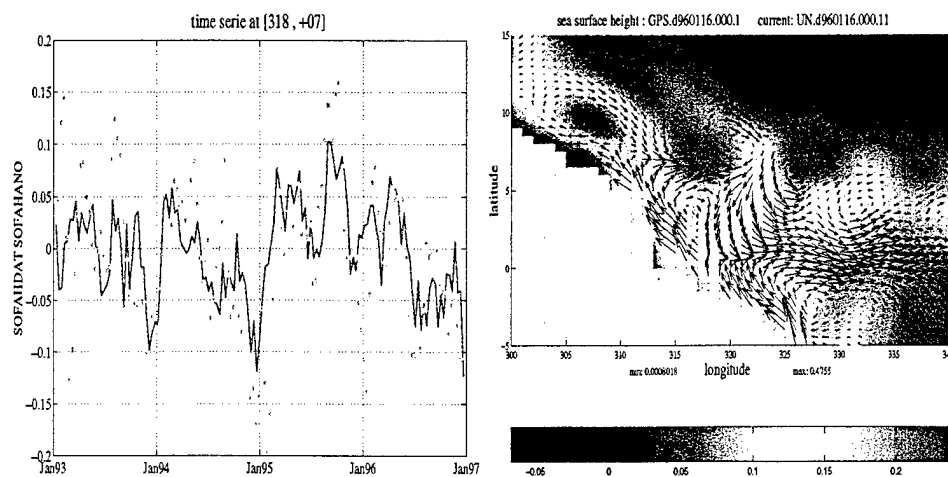 time serie at [318 , +07]
SOFAHDAT SOFAHANO
0.2
0.15
0.1
0.05
0
−0.05
−0.1
−0.15
−0.2
Jan93
Jan94
Jan95
Jan96
Jan97
sea surface height : GPS.d960116.000.1 current: UN.d960116.000.11
latitude
15
10
5
0
-5
300
305
310
315
320
325
330
335
34
min: 0.0006018
longitude
max: 0.4755
-0.05
0
0.05
0.1
0.15
0.2